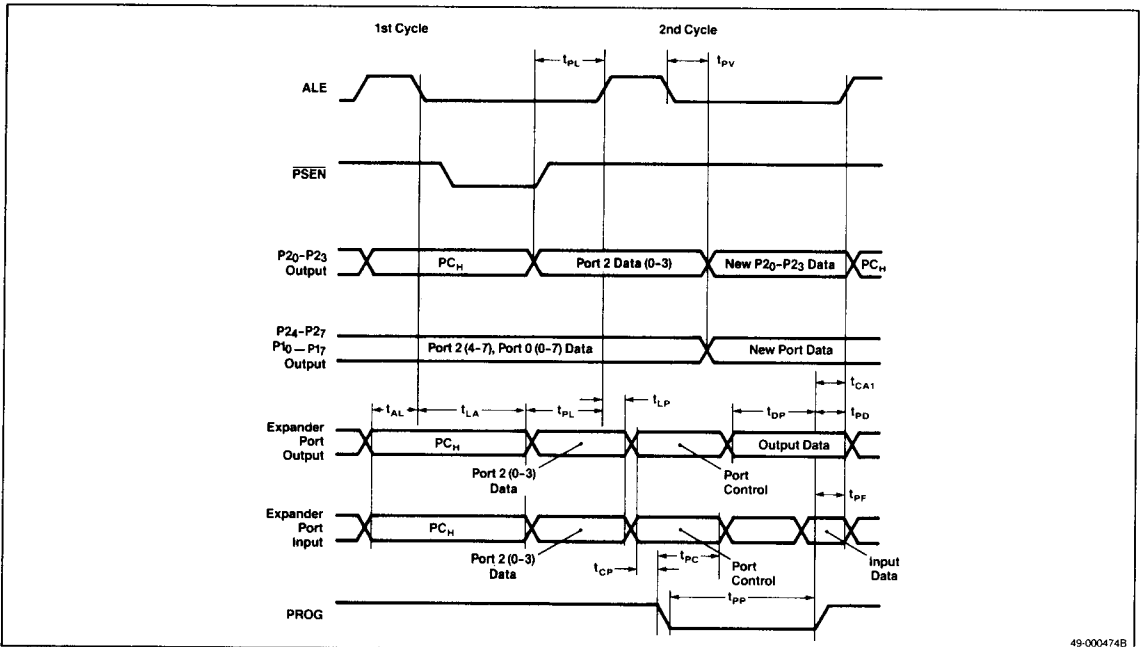 1st Cycle
2nd Cycle
tPL
tPV
ALE
PSEN
P20–P23
Output
PCH
Port 2 Data (0–3)
New P20–P23 Data
PCH
P24–P27
P10 — P17
Output
Port 2 (4–7), Port 0 (0–7) Data
New Port Data
tCA1
tAL
tLA
tPL
tLP
tDP
tPD
Expander
Port
Output
PCH
Output Data
Port 2 (0–3)
Data
Port
Control
tPF
Expander
Port
Input
PCH
Port 2 (0–3)
Data
tCP
tPC
Port
Control
Input
Data
tPP
PROG
49-000474B